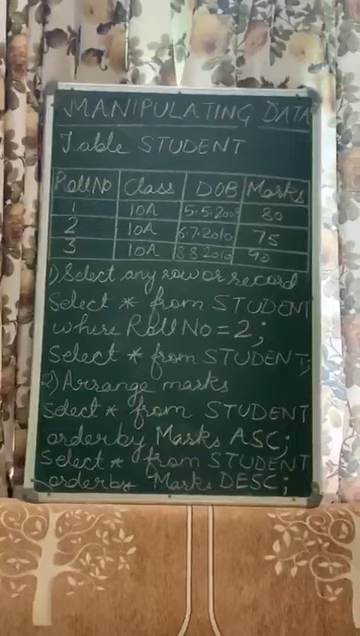 MANIPULATING DATA
Table STUDENT
RollNo Class DOB Marks
1 10A 5.5.2009 80
2 10A 6.7.2010 75
3 10A 8.8.2010 90
1) Select any row or record
Select * from STUDENT
where RollNo = 2;
Select * from STUDENT;
2) Arrange marks
Select * from STUDENT
orderby Marks ASC;
Select * from STUDENT
orderby Marks DESC;